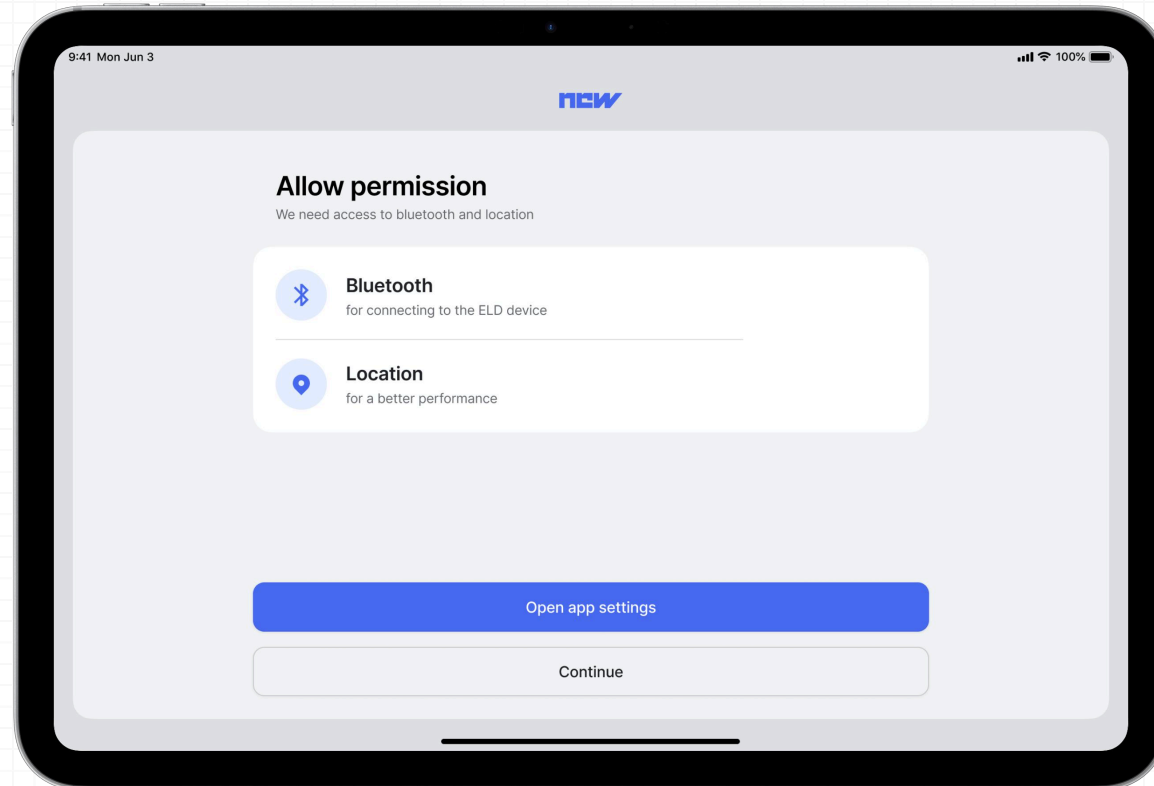 9:41 Mon Jun 3
100%
new
Allow permission
We need access to bluetooth and location
Bluetooth
for connecting to the ELD device
Location
for a better performance
Open app settings
Continue